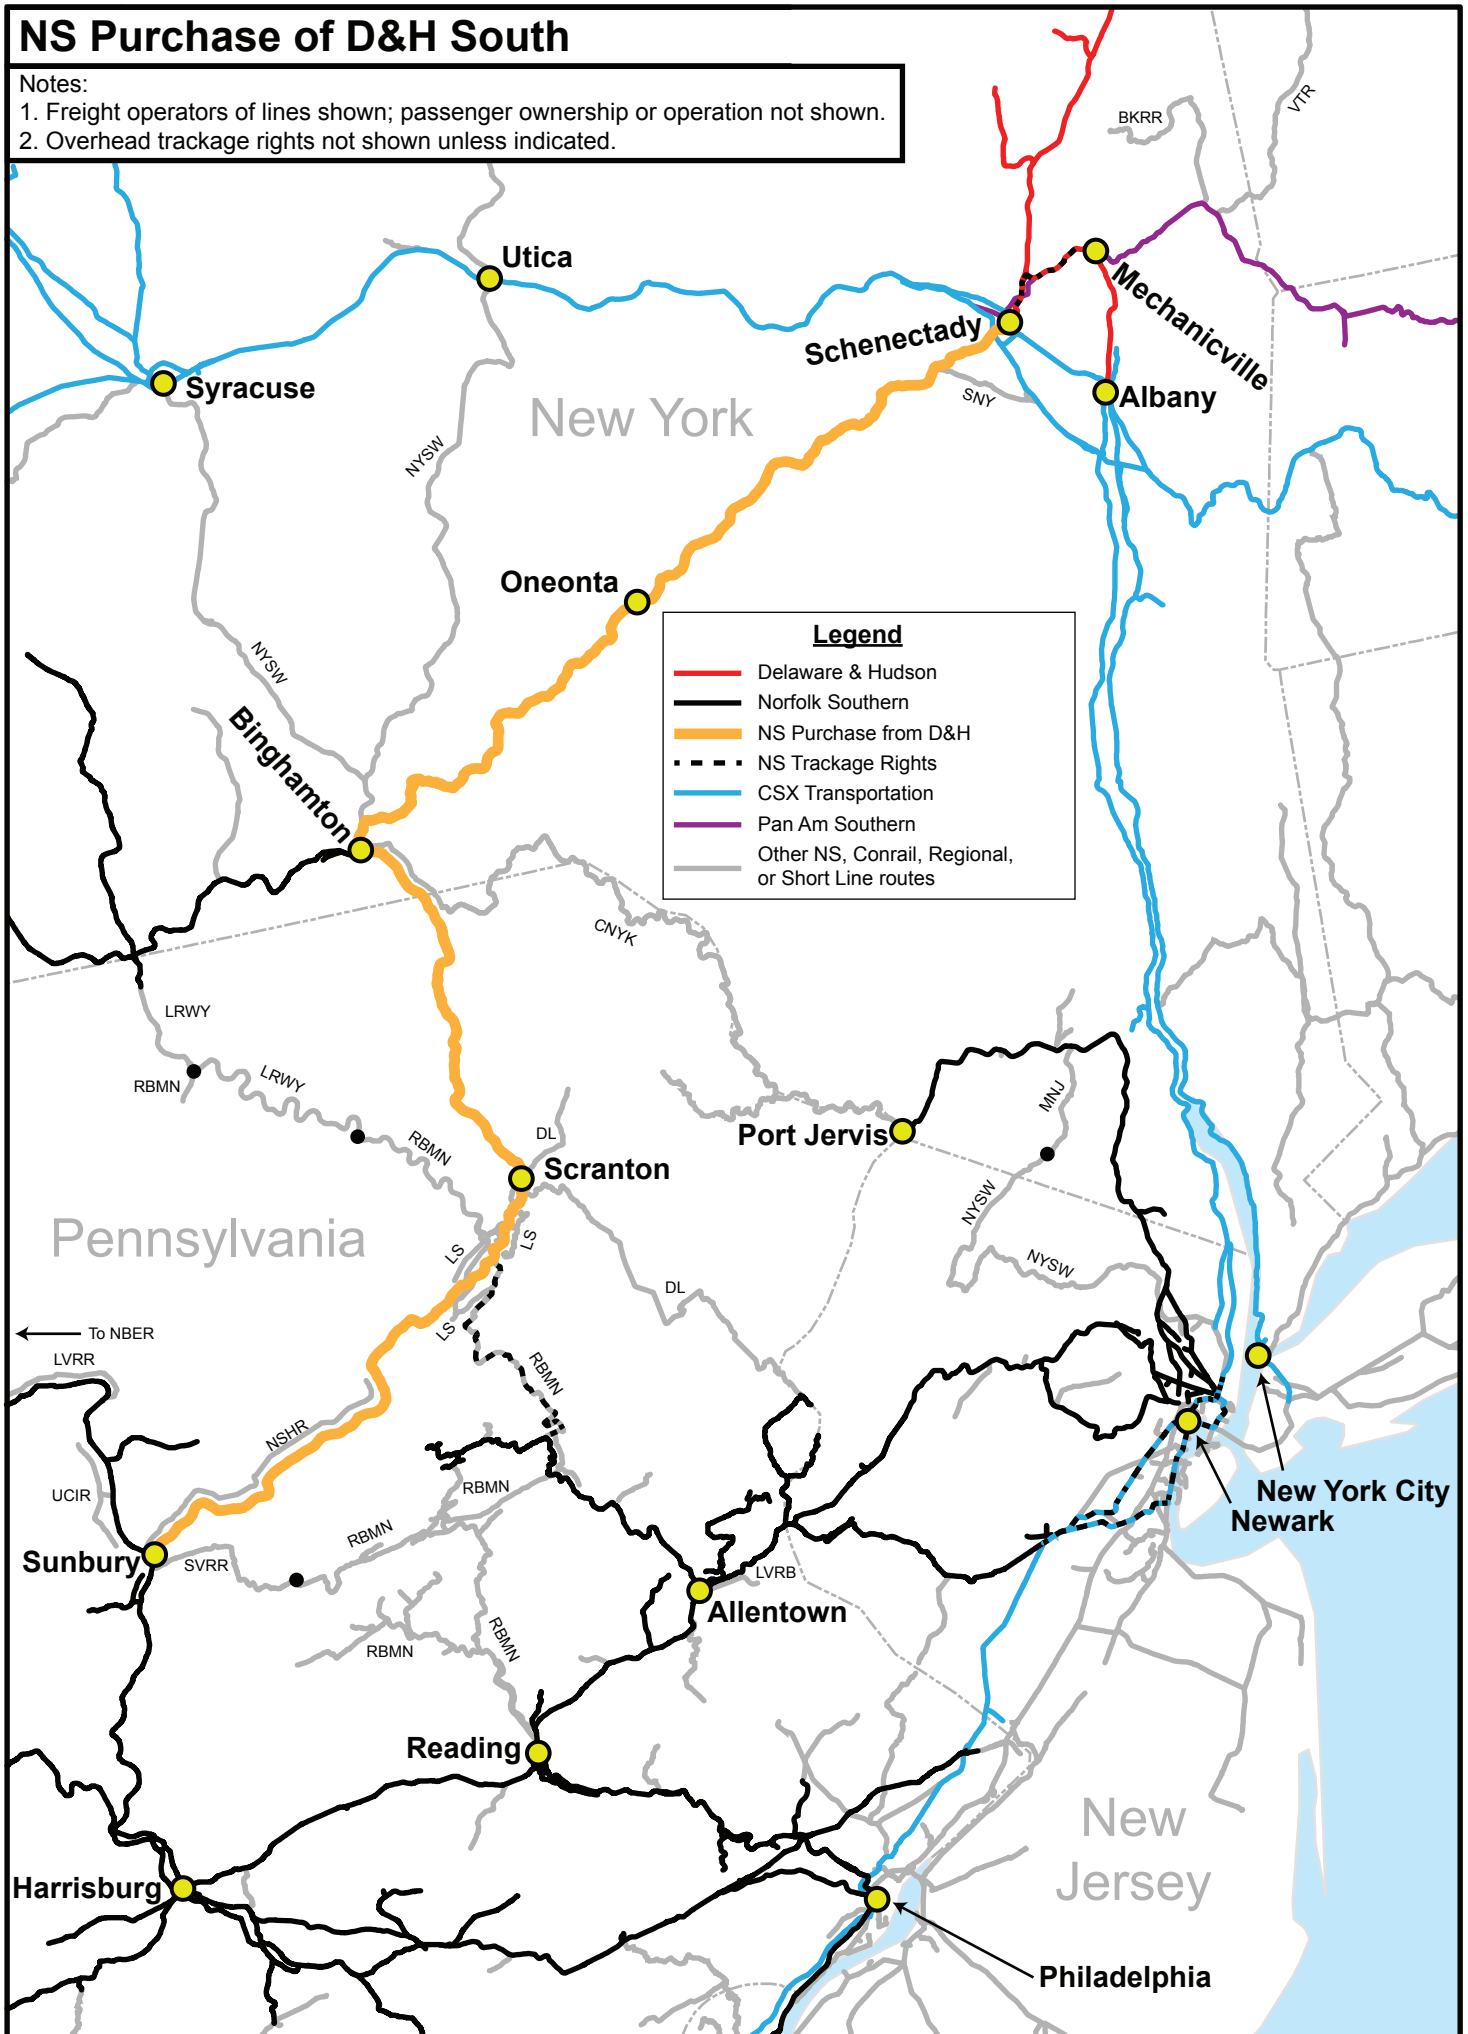 NS Purchase of D&H South
Notes:
1. Freight operators of lines shown; passenger ownership or operation not shown.
2. Overhead trackage rights not shown unless indicated.
BKRR
VTR
Utica
Mechanicville
Schenectady
Syracuse
New York
SNY
Albany
NYSW
Oneonta
NYSW
Binghamton
Legend
Delaware & Hudson
Norfolk Southern
NS Purchase from D&H
NS Trackage Rights
CSX Transportation
Pan Am Southern
Other NS, Conrail, Regional,
or Short Line routes
CNYK
LRWY
RBMN
LRWY
RBMN
DL
Scranton
Port Jervis
MNJ
NYSW
NYSW
Pennsylvania
LS
LS
LS
DL
To NBER
LVRR
RBMN
NSHR
UCIR
RBMN
RBMN
New York City
Newark
Sunbury
SVRR
LVRB
Allentown
RBMN
RBMN
Reading
New
Jersey
Harrisburg
Philadelphia